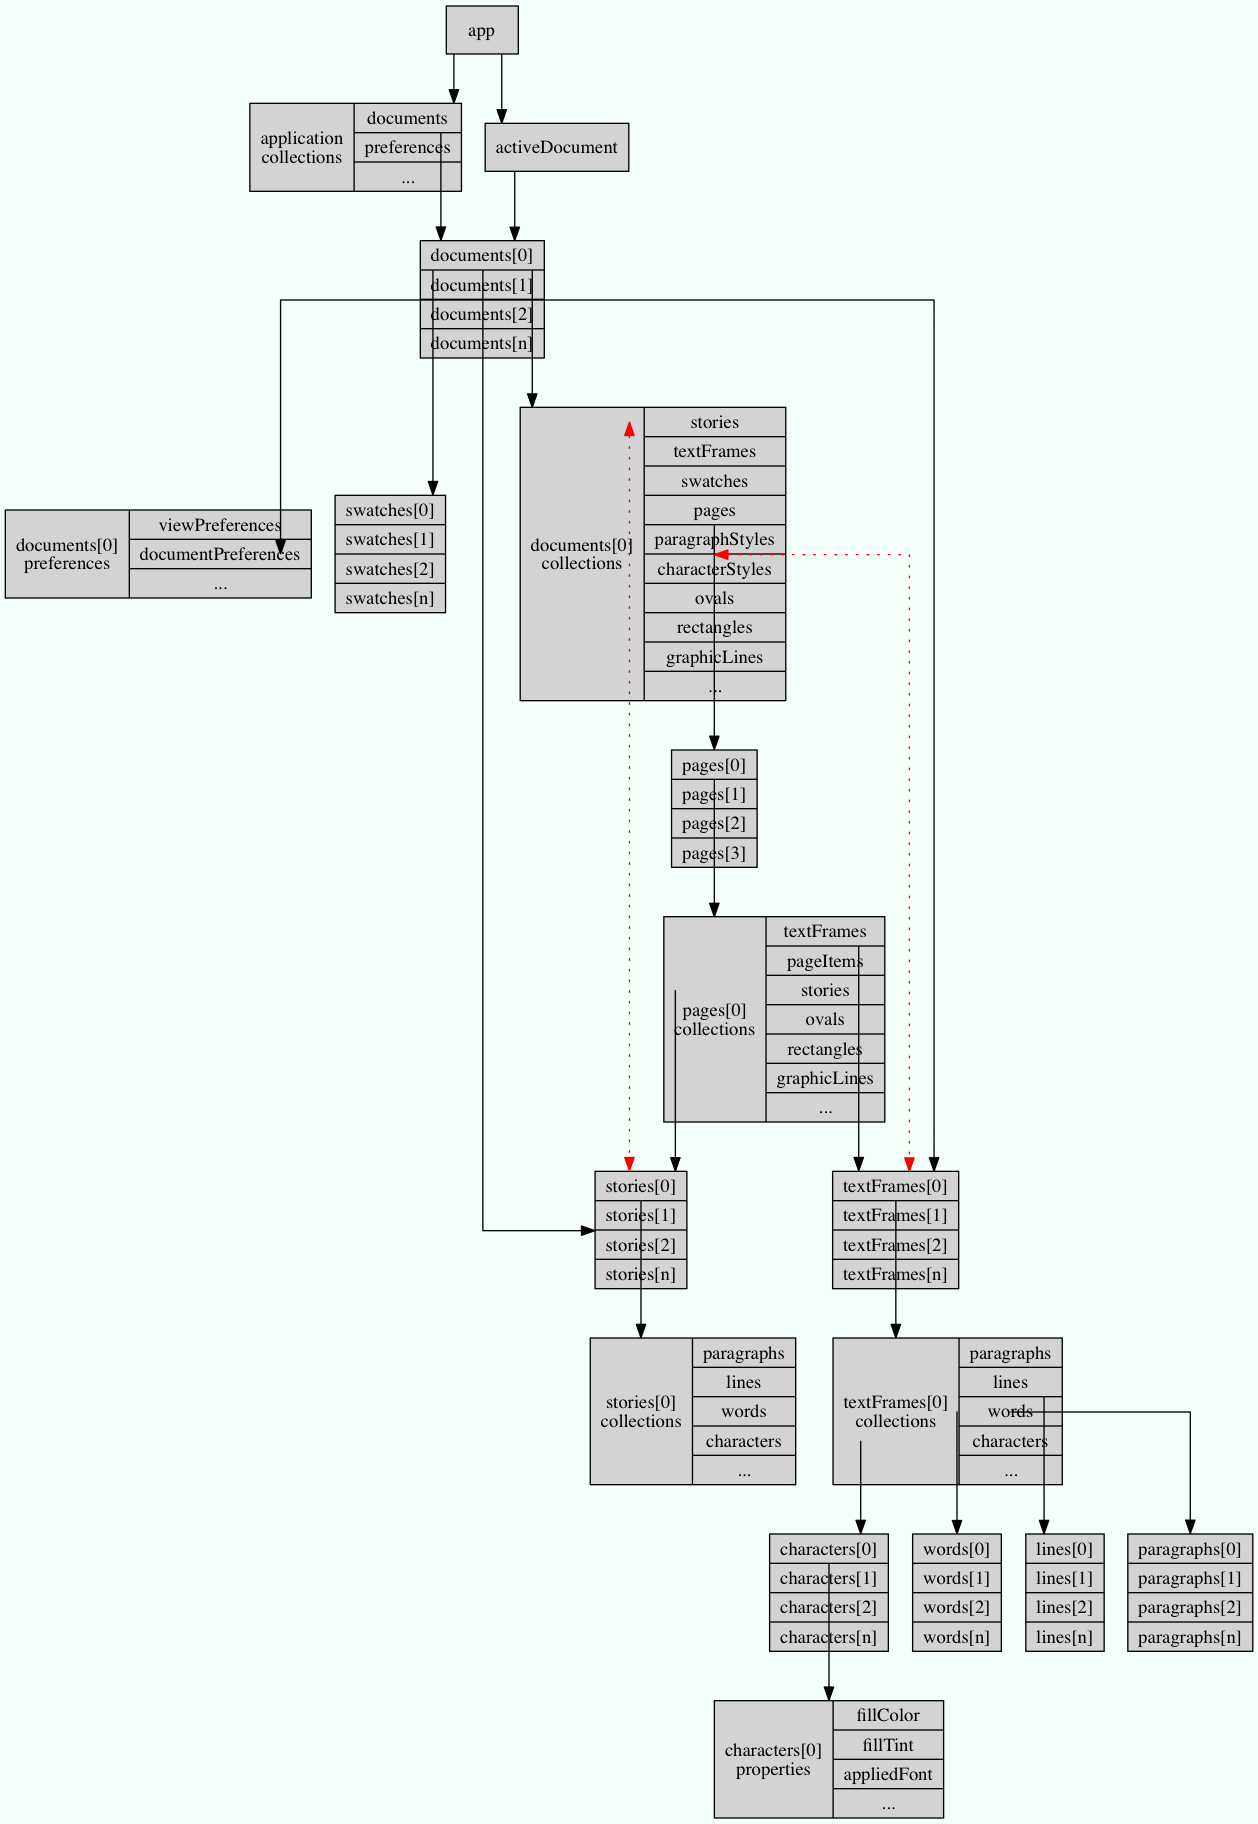 app
application
collections
documents
preferences
...
activeDocument
documents[0]
documents[1]
documents[2]
documents[n]
documents[0]
preferences
viewPreferences
documentPreferences
...
swatches[0]
swatches[1]
swatches[2]
swatches[n]
documents[0]
collections
stories
textFrames
swatches
pages
paragraphStyles
characterStyles
ovals
rectangles
graphicLines
...
pages[0]
pages[1]
pages[2]
pages[3]
pages[0]
collections
textFrames
pageItems
stories
ovals
rectangles
graphicLines
...
stories[0]
stories[1]
stories[2]
stories[n]
textFrames[0]
textFrames[1]
textFrames[2]
textFrames[n]
stories[0]
collections
paragraphs
lines
words
characters
...
textFrames[0]
collections
paragraphs
lines
words
characters
...
characters[0]
characters[1]
characters[2]
characters[n]
words[0]
words[1]
words[2]
words[n]
lines[0]
lines[1]
lines[2]
lines[n]
paragraphs[0]
paragraphs[1]
paragraphs[2]
paragraphs[n]
characters[0]
properties
fillColor
fillTint
appliedFont
...